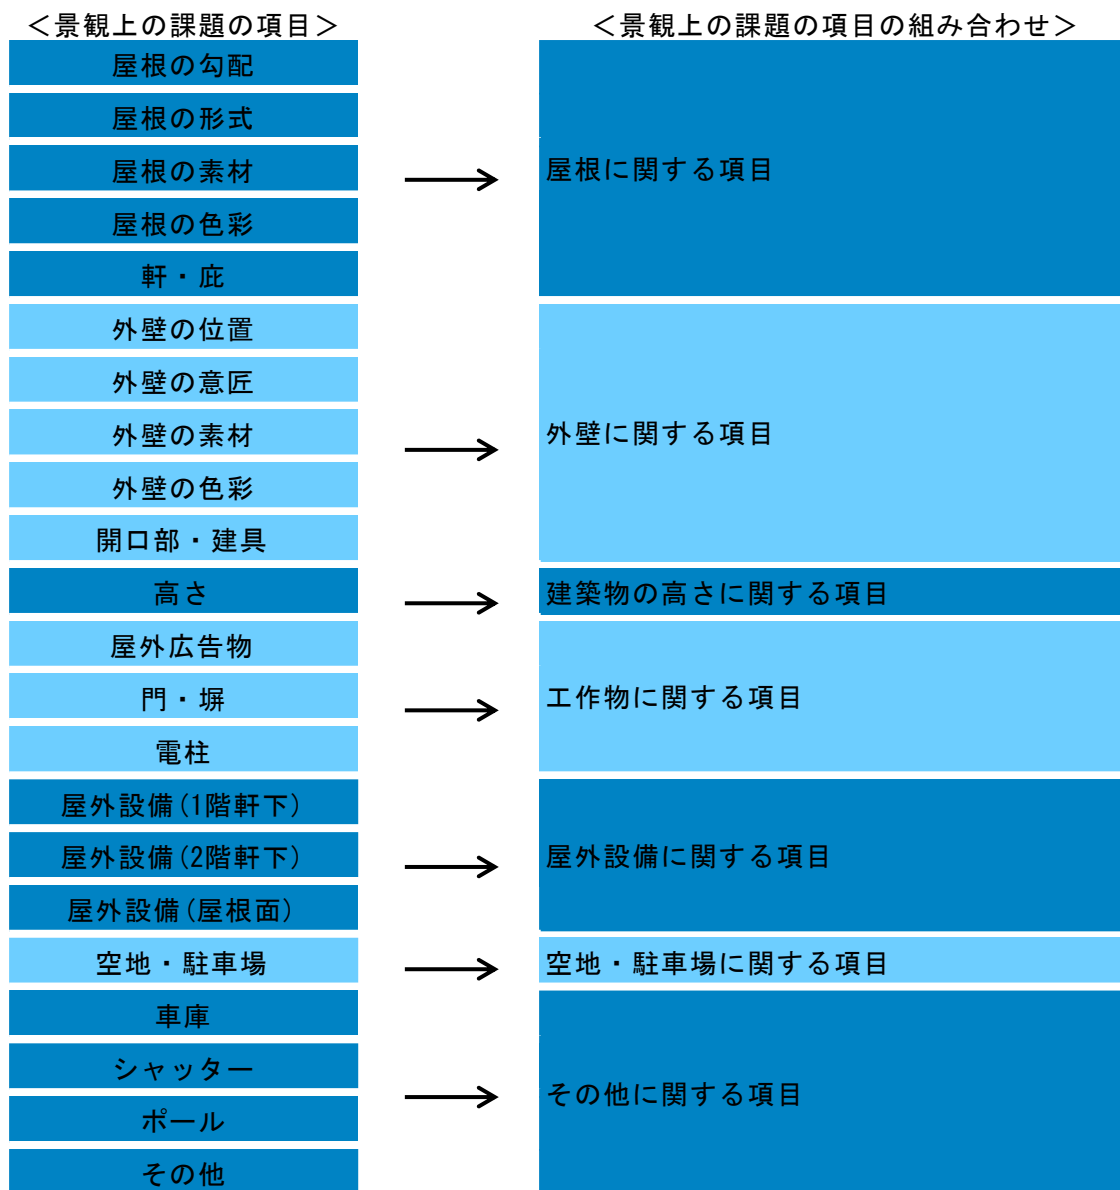 ＜景観上の課題の項目＞
＜景観上の課題の項目の組み合わせ＞
屋根の勾配
屋根の形式
屋根の素材
屋根の色彩
軒・庇
屋根に関する項目
外壁の位置
外壁の意匠
外壁の素材
外壁の色彩
開口部・建具
外壁に関する項目
高さ
建築物の高さに関する項目
屋外広告物
門・塀
電柱
工作物に関する項目
屋外設備(1階軒下)
屋外設備(2階軒下)
屋外設備(屋根面)
屋外設備に関する項目
空地・駐車場
空地・駐車場に関する項目
車庫
シャッター
ポール
その他
その他に関する項目